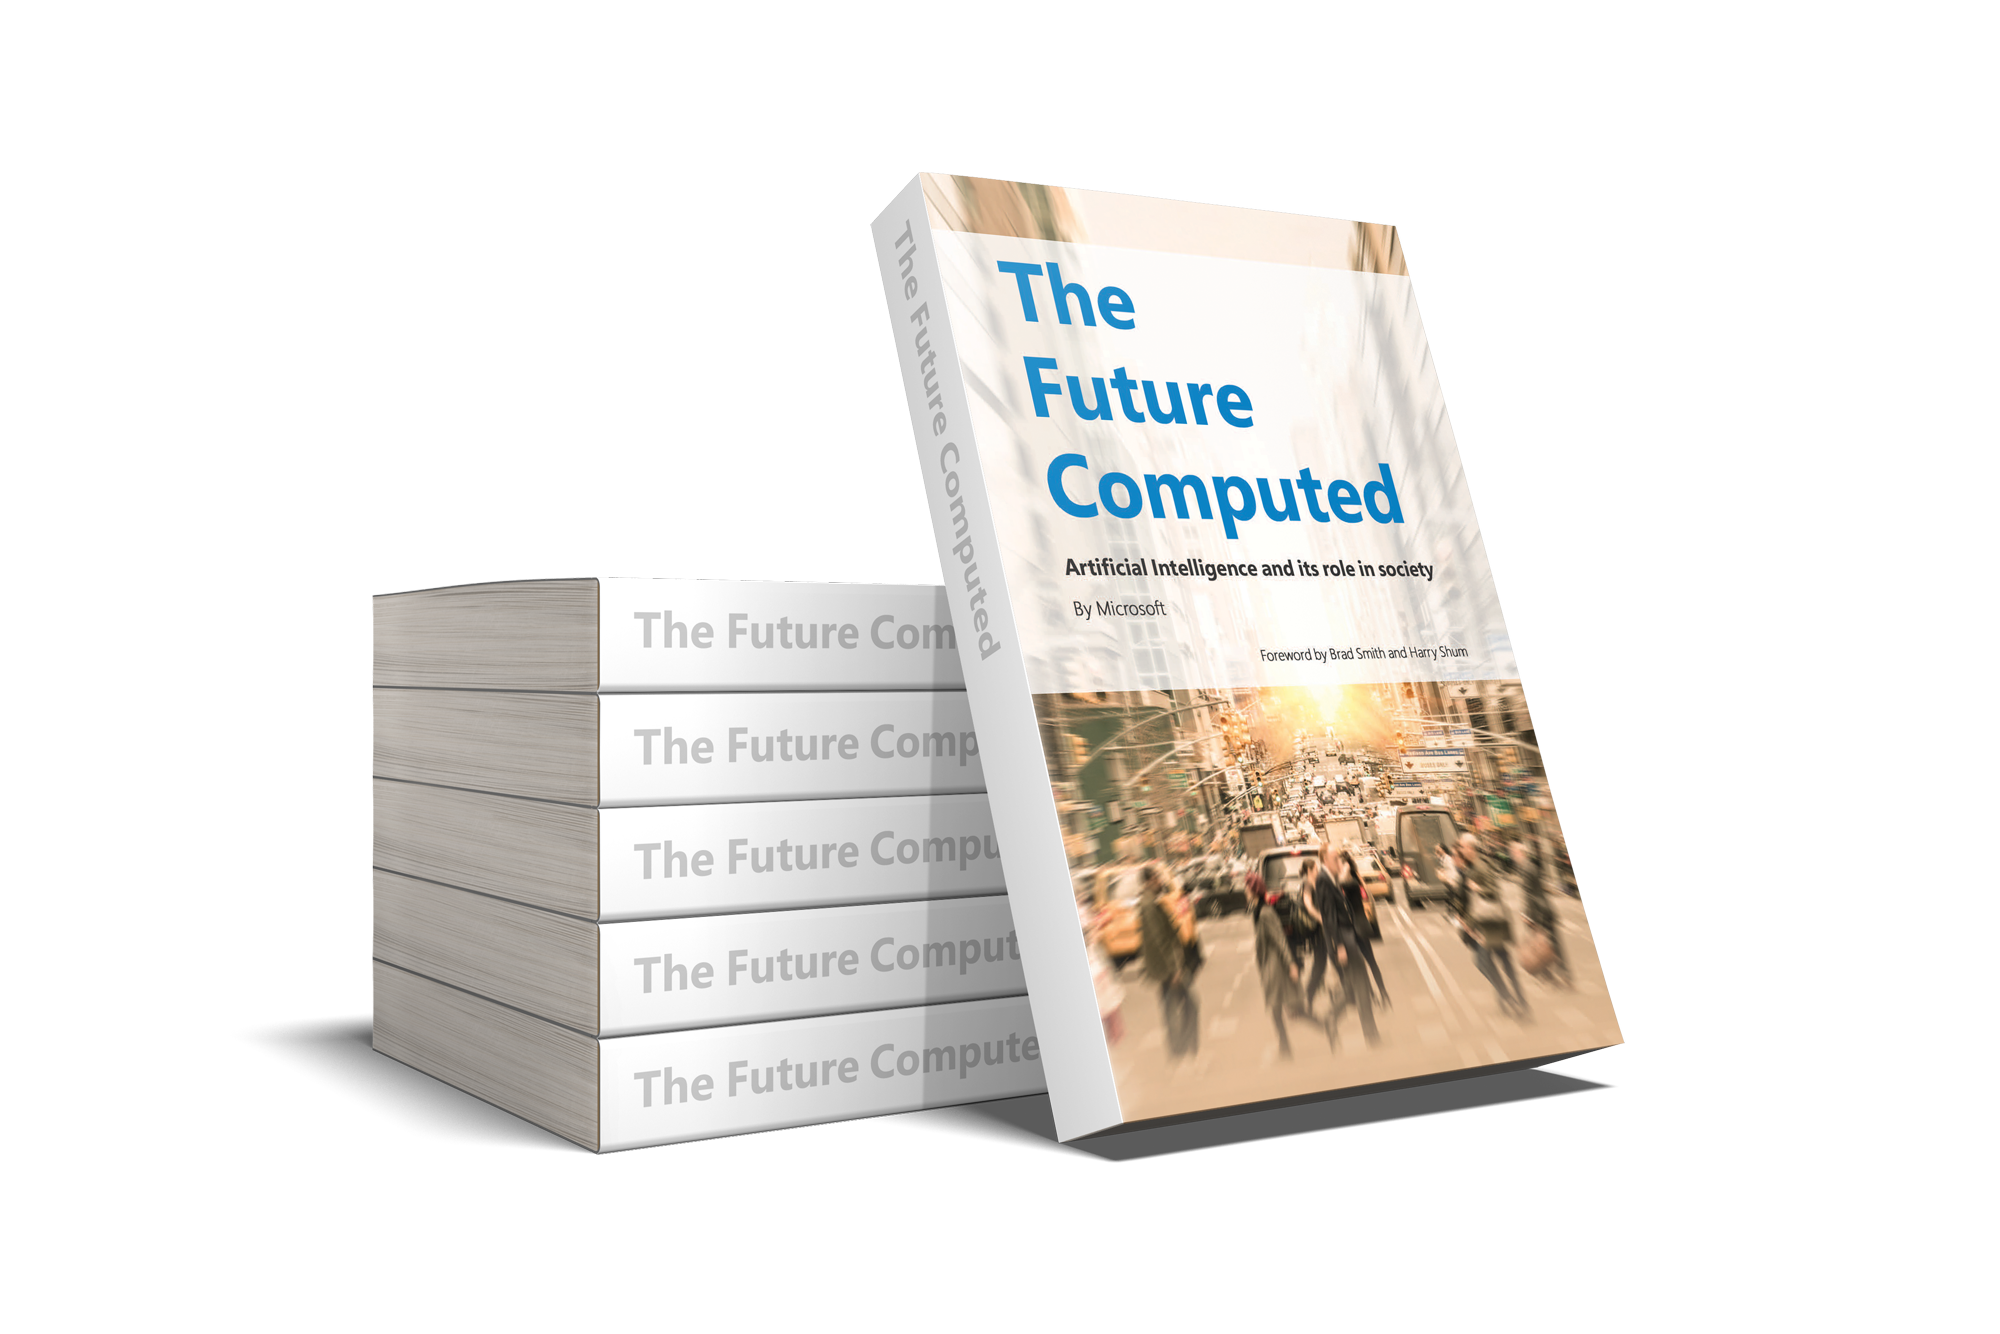 The Future Computed
The
Future
Computed
Artificial Intelligence and its role in society
By Microsoft
Foreword by Brad Smith and Harry Shum
The Future Com
The Future Comp
The Future Compu
The Future Comput
The Future Compute